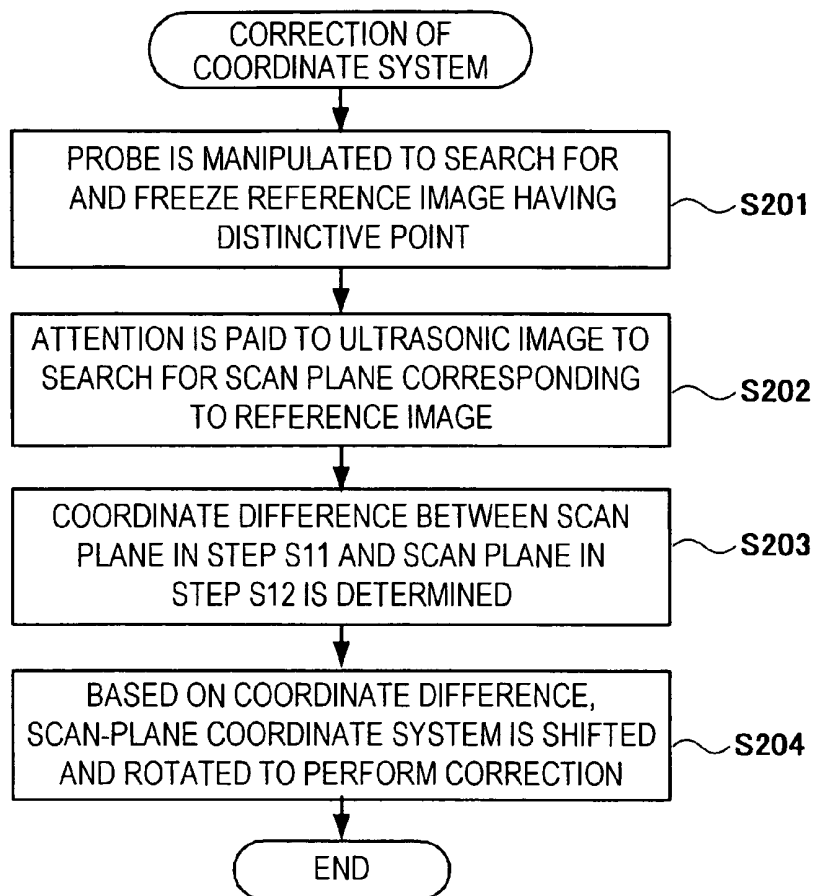 CORRECTION OF
COORDINATE SYSTEM
PROBE IS MANIPULATED TO SEARCH FOR
AND FREEZE REFERENCE IMAGE HAVING
DISTINCTIVE POINT
S201
ATTENTION IS PAID TO ULTRASONIC IMAGE TO
SEARCH FOR SCAN PLANE CORRESPONDING
TO REFERENCE IMAGE
S202
COORDINATE DIFFERENCE BETWEEN SCAN
PLANE IN STEP S11 AND SCAN PLANE IN
STEP S12 IS DETERMINED
S203
BASED ON COORDINATE DIFFERENCE,
SCAN-PLANE COORDINATE SYSTEM IS SHIFTED
AND ROTATED TO PERFORM CORRECTION
S204
END